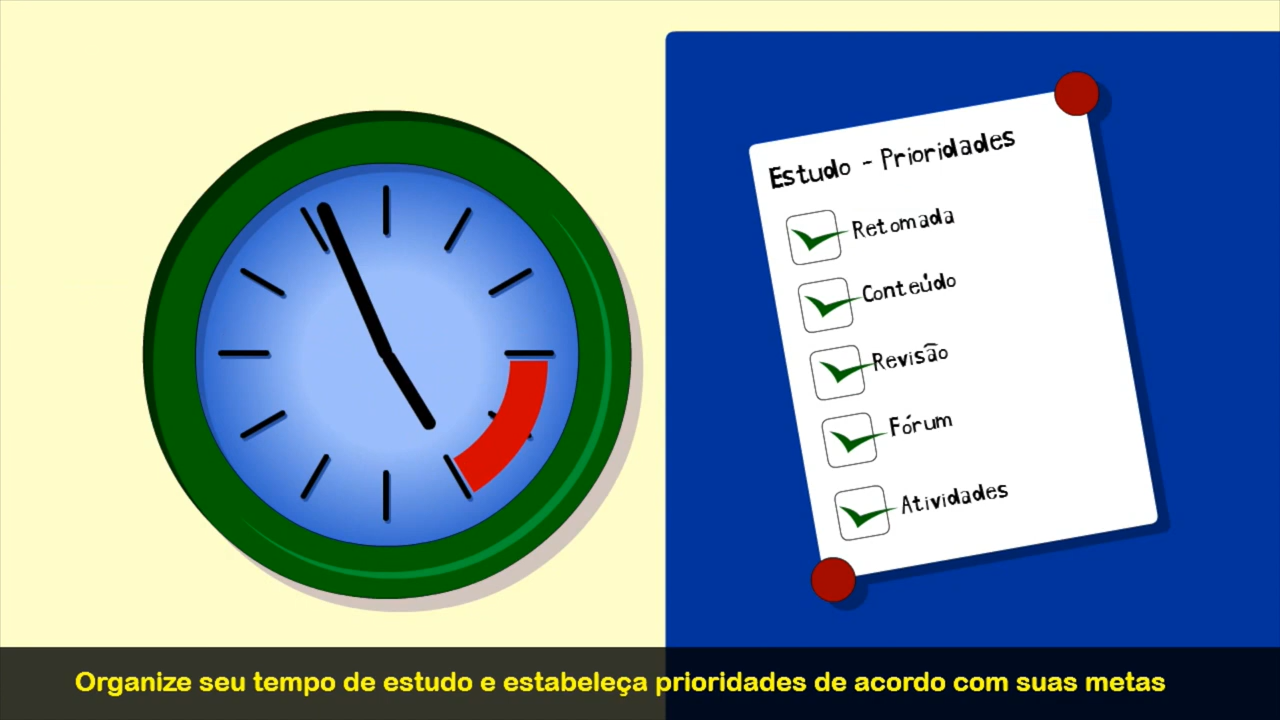 Estudo - Prioridades
Retomada
Conteúdo
Revisão
Fórum
Atividades
Organize seu tempo de estudo e estabeleça prioridades de acordo com suas metas